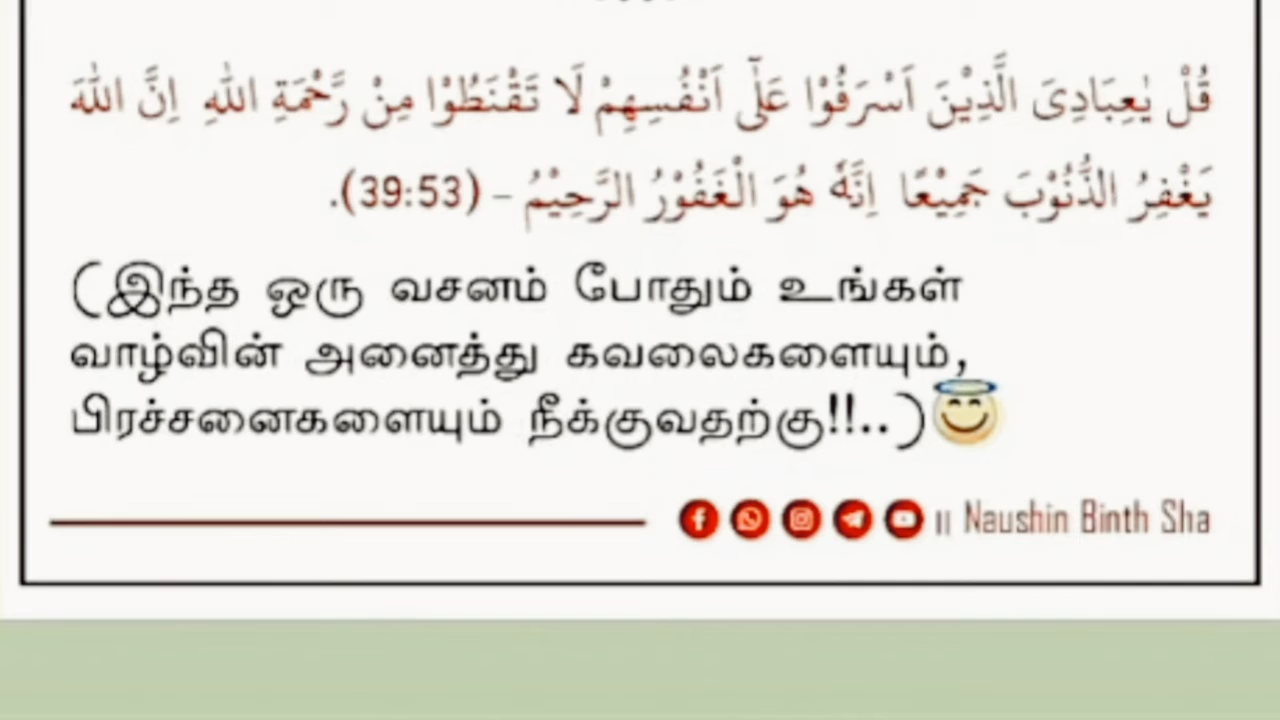 قُلْ يٰعِبَادِىَ الَّذِيْنَ اَسْرَفُوْا عَلٰٓى اَنْفُسِهِمْ لَا تَقْنَطُوْا مِنْ رَّحْمَةِ اللّٰهِ اِنَّ اللّٰهَ
يَغْفِرُ الذُّنُوْبَ جَمِيْعًا اِنَّهٗ هُوَ الْغَفُوْرُ الرَّحِيْمُ – (39:53).
(இந்த ஒரு வசனம் போதும் உங்கள்
வாழ்வின் அனைத்து கவலைகளையும்,
பிரச்சனைகளையும் நீக்குவதற்கு!!..)😇
|| Naushin Binth Sha